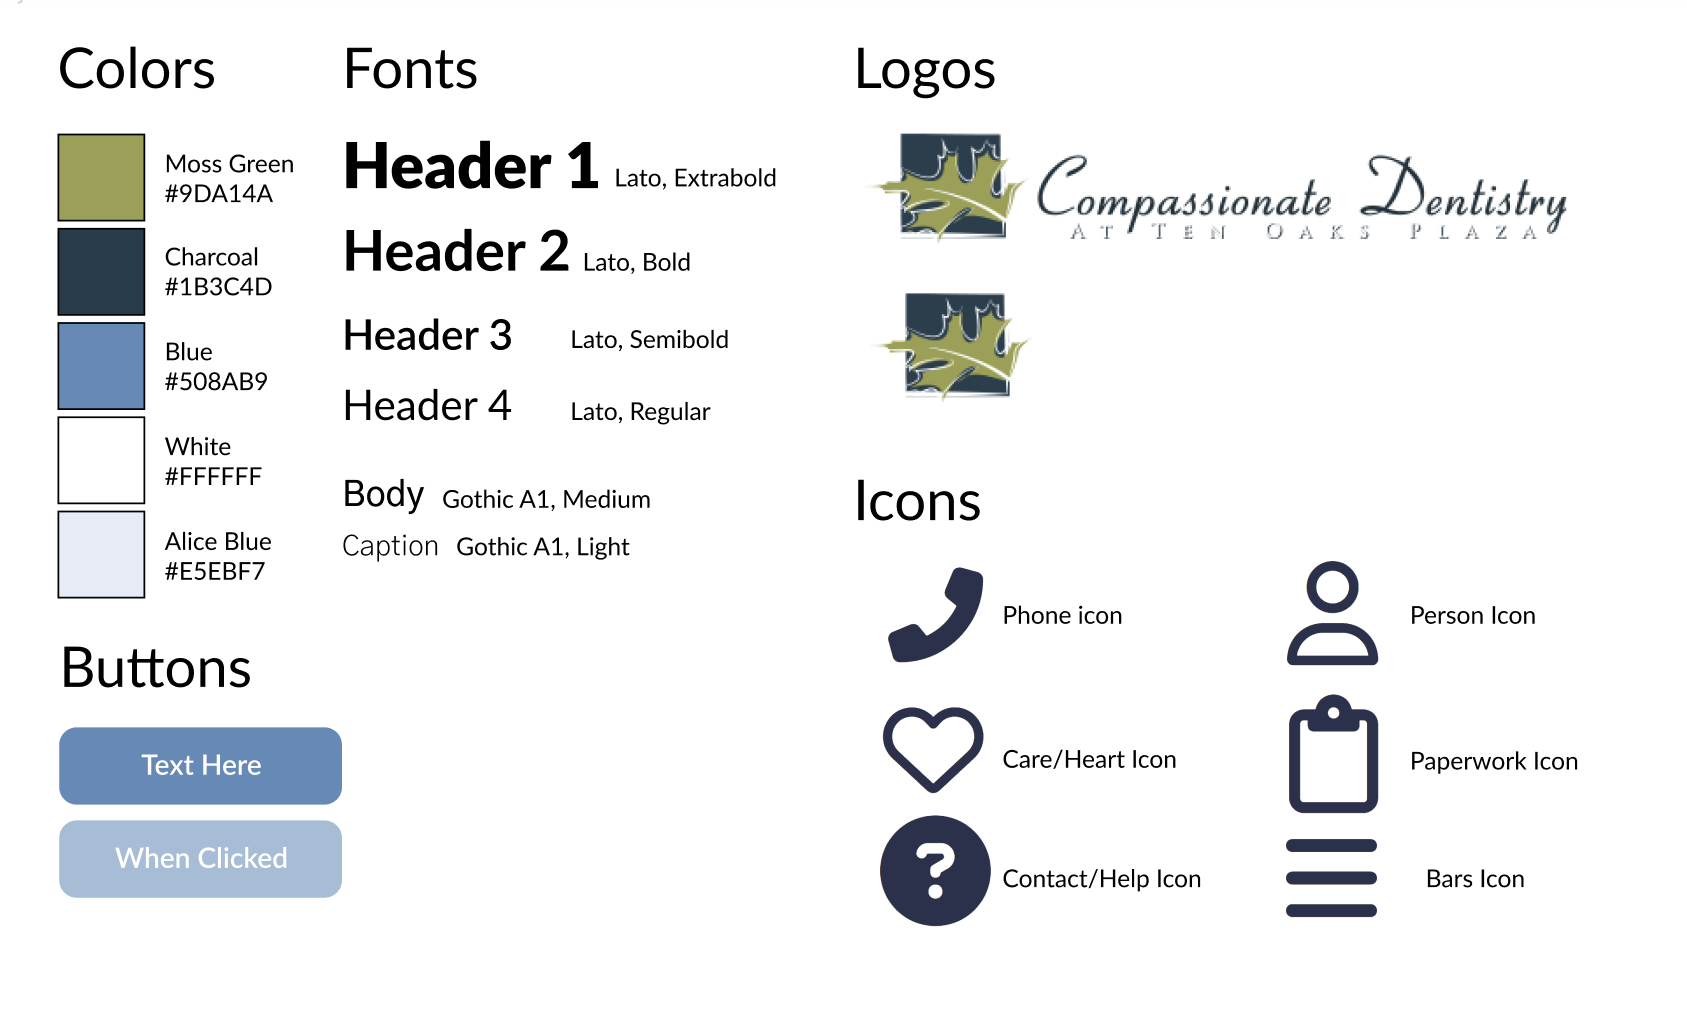 Colors
Moss Green
#9DA14A
Charcoal
#1B3C4D
Blue
#508AB9
White
#FFFFFF
Alice Blue
#E5EBF7
Buttons
Text Here
When Clicked
Fonts
Header 1 Lato, Extrabold
Header 2 Lato, Bold
Header 3 Lato, Semibold
Header 4 Lato, Regular
Body Gothic A1, Medium
Caption Gothic A1, Light
Logos
Compassionate Dentistry
At Ten Oaks Plaza
Icons
Phone icon
Person Icon
Care/Heart Icon
Paperwork Icon
?
Contact/Help Icon
Bars Icon